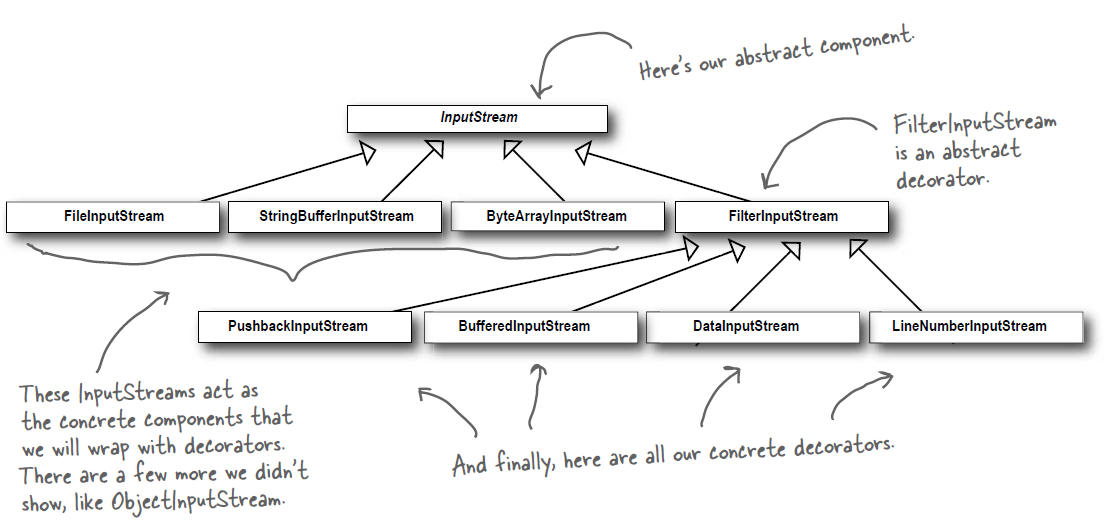 Here's our abstract component.
InputStream
FilterInputStream
is an abstract
decorator.
FileInputStream
StringBufferInputStream
ByteArrayInputStream
FilterInputStream
PushbackInputStream
BufferedInputStream
DataInputStream
LineNumberInputStream
These InputStreams act as
the concrete components that
we will wrap with decorators.
There are a few more we didn't
show, like ObjectInputStream.
And finally, here are all our concrete decorators.